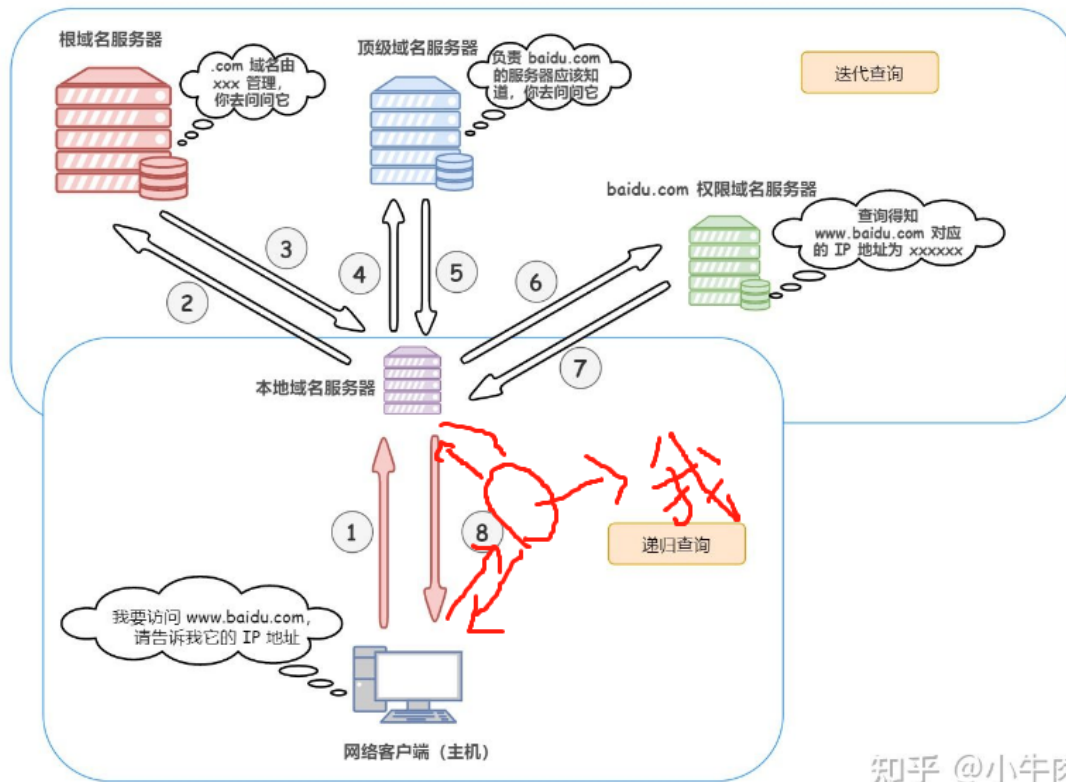 根域名服务器
.com 域名由
xxx 管理,
你去问问它
顶级域名服务器
负责 baidu.com
的服务器应该知
道，你去问问它
迭代查询
baidu.com 权限域名服务器
查询得知
www.baidu.com 对应
的 IP 地址为 xxxxxx
3
2
4
5
6
7
本地域名服务器
1
8
我
递归查询
我要访问 www.baidu.com，
请告诉我它的 IP 地址
网络客户端（主机）
知乎 @小牛肉